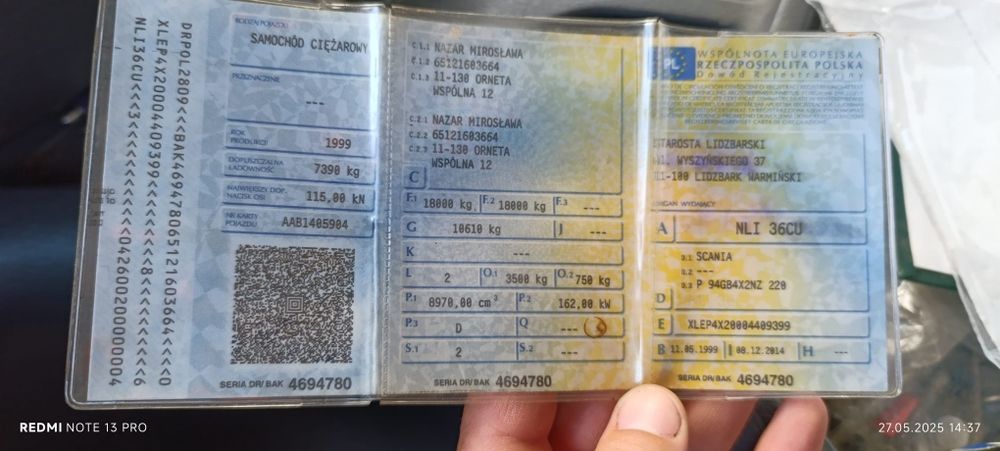 DRPOL2809<<BAK4694780651216036​64<<<0
XLEP4X20004409399<<<<<<<8<<<<<<<<<6
NLI36CU<<<3<<<<<<<<<<<<<042600200000004
RODZAJ POJAZDU
SAMOCHÓD CIĘŻAROWY
PRZEZNACZENIE
---
ROK PRODUKCJI 1999
DOPUSZCZALNA ŁADOWNOŚĆ 7390 kg
NAJWIĘKSZY DOP. NACISK OSI 115,00 kN
NR KARTY POJAZDU AAB1405904
SERIA DR/BAK 4694780
C.1.1 NAZAR MIROSŁAWA
C.1.2 65121603664
C.1.3 11-130 ORNETA
WSPÓLNA 12
C.2.1 NAZAR MIROSŁAWA
C.2.2 65121603664
C.2.3 11-130 ORNETA
WSPÓLNA 12
C
F.1 18000 kg F.2 18000 kg F.3 ---
G 10610 kg J ---
K ---
L 2 O.1 3500 kg O.2 750 kg
P.1 8970,00 cm³ P.2 162,00 kW
P.3 D Q ---
S.1 2 S.2
SERIA DR/BAK 4694780
PL
WSPÓLNOTA EUROPEJSKA
RZECZPOSPOLITA POLSKA
Dowód Rejestracyjny
STAROSTA LIDZBARSKI
UL. WYSZYŃSKIEGO 37
11-100 LIDZBARK WARMIŃSKI
ORGAN WYDAJĄCY
A NLI 36CU
D.1 SCANIA
D.2 ---
D.3 P 94GB4X2NZ 220
D
E XLEP4X20004409399
B 11.05.1999 I 08.12.2014 H ---
SERIA DR/BAK 4694780
REDMI NOTE 13 PRO
27.05.2025 14:37